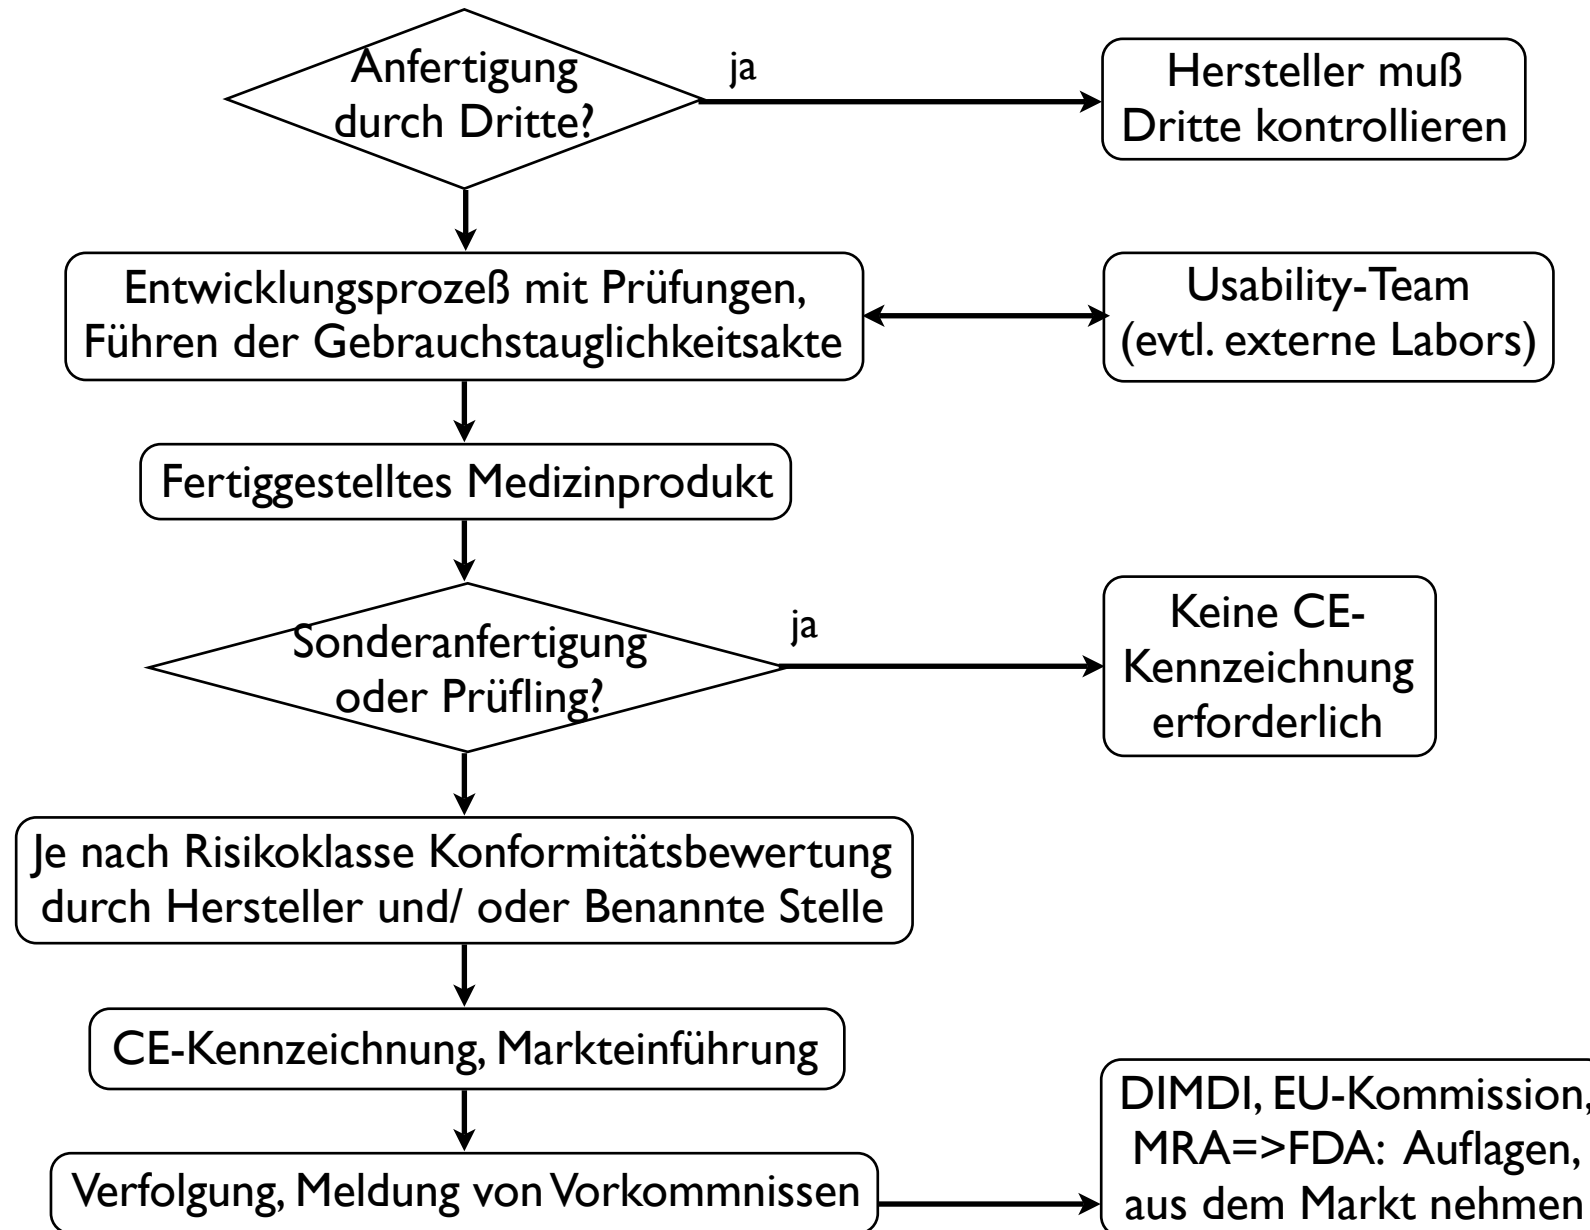 Anfertigung
durch Dritte?
ja
Hersteller muß
Dritte kontrollieren
Entwicklungsprozeß mit Prüfungen,
Führen der Gebrauchstauglichkeitsakte
Usability-Team
(evtl. externe Labors)
Fertiggestelltes Medizinprodukt
Sonderanfertigung
oder Prüfling?
ja
Keine CE-
Kennzeichnung
erforderlich
Je nach Risikoklasse Konformitätsbewertung
durch Hersteller und/ oder Benannte Stelle
CE-Kennzeichnung, Markteinführung
Verfolgung, Meldung von Vorkommnissen
DIMDI, EU-Kommission,
MRA=>FDA: Auflagen,
aus dem Markt nehmen